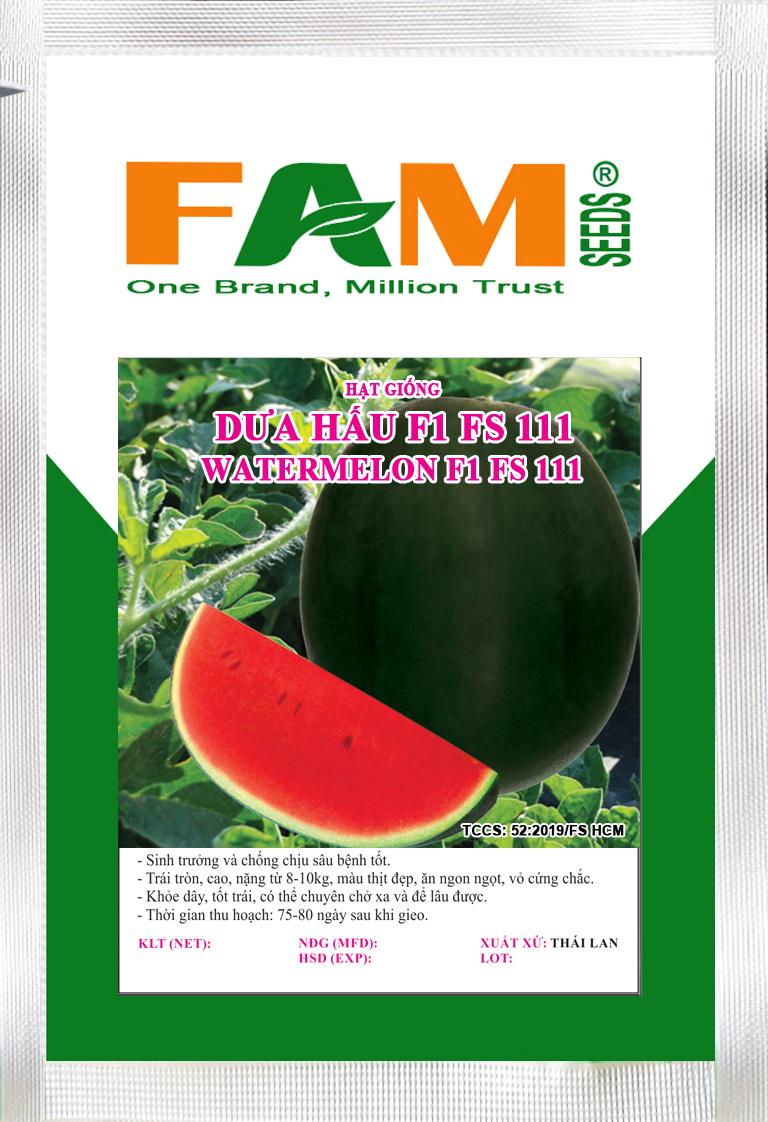 FAM SEEDS ®
One Brand, Million Trust
HẠT GIỐNG
DƯA HẤU F1 FS 111
WATERMELON F1 FS 111
TCCS: 52:2019/FS HCM
- Sinh trưởng và chống chịu sâu bệnh tốt.
- Trái tròn, cao, nặng từ 8-10kg, màu thịt đẹp, ăn ngon ngọt, vỏ cứng chắc.
- Khỏe dây, tốt trái, có thể chuyên chở xa và để lâu được.
- Thời gian thu hoạch: 75-80 ngày sau khi gieo.
KLT (NET): NĐG (MFD): XUẤT XỨ: THÁI LAN
HSD (EXP): LOT: